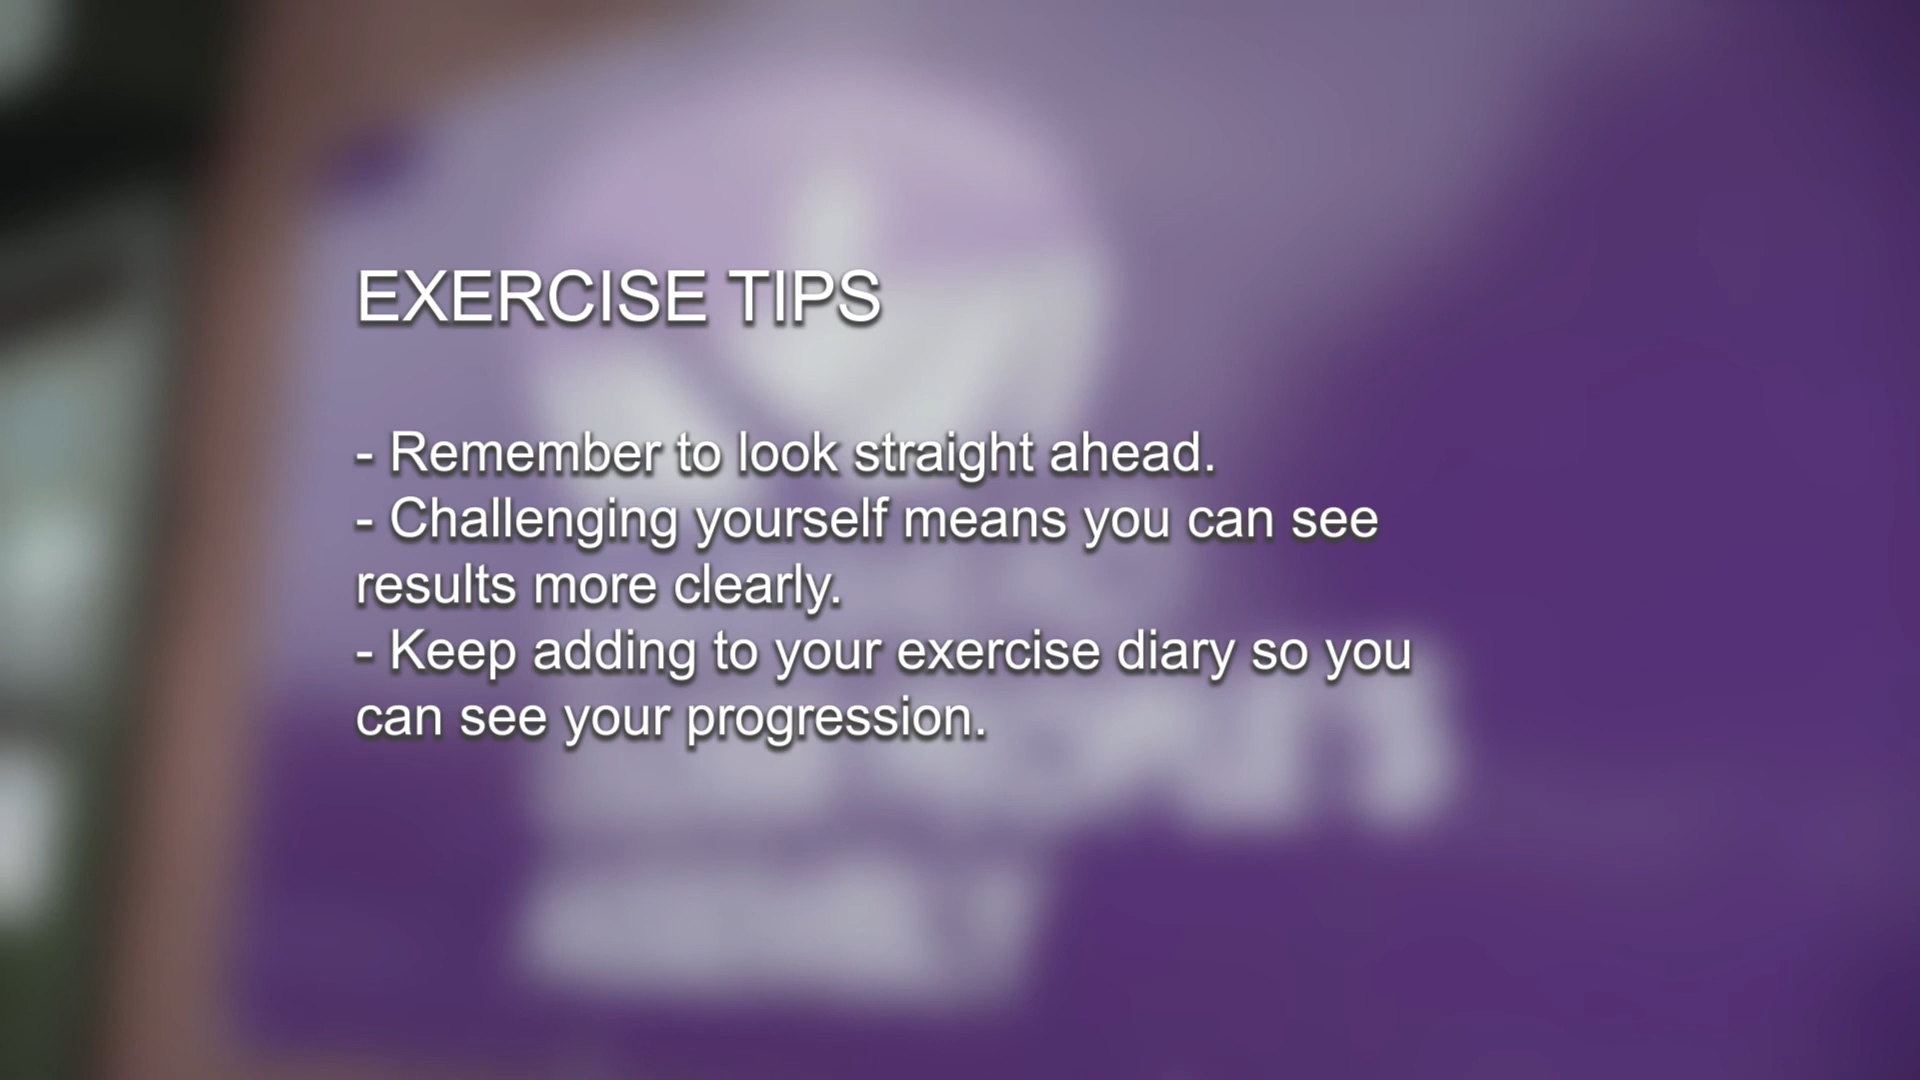 EXERCISE TIPS
- Remember to look straight ahead.
- Challenging yourself means you can see
results more clearly.
- Keep adding to your exercise diary so you
can see your progression.